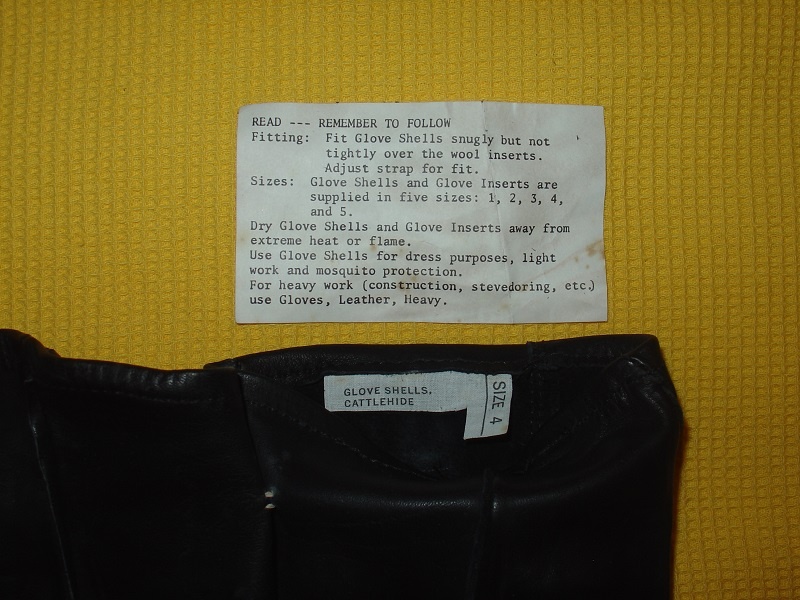 READ --- REMEMBER TO FOLLOW
Fitting: Fit Glove Shells snugly but not
tightly over the wool inserts.
Adjust strap for fit.
Sizes: Glove Shells and Glove Inserts are
supplied in five sizes: 1, 2, 3, 4,
and 5.
Dry Glove Shells and Glove Inserts away from
extreme heat or flame.
Use Glove Shells for dress purposes, light
work and mosquito protection.
For heavy work (construction, stevedoring, etc.)
use Gloves, Leather, Heavy.
GLOVE SHELLS,
CATTLEHIDE
SIZE 4